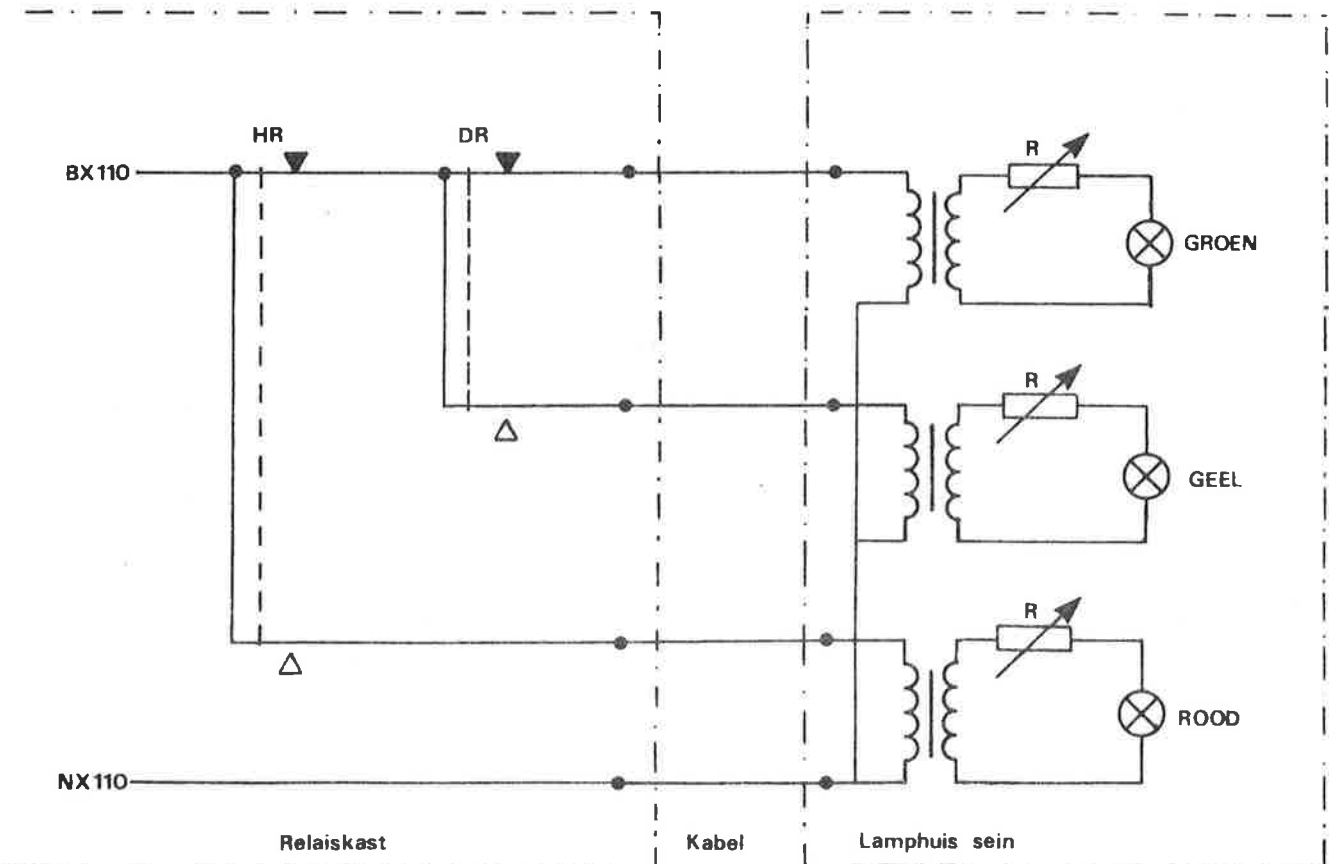 HR DR
BX110
R
GROEN
R
GEEL
R
ROOD
NX110
Relaiskast Kabel Lamphuis sein